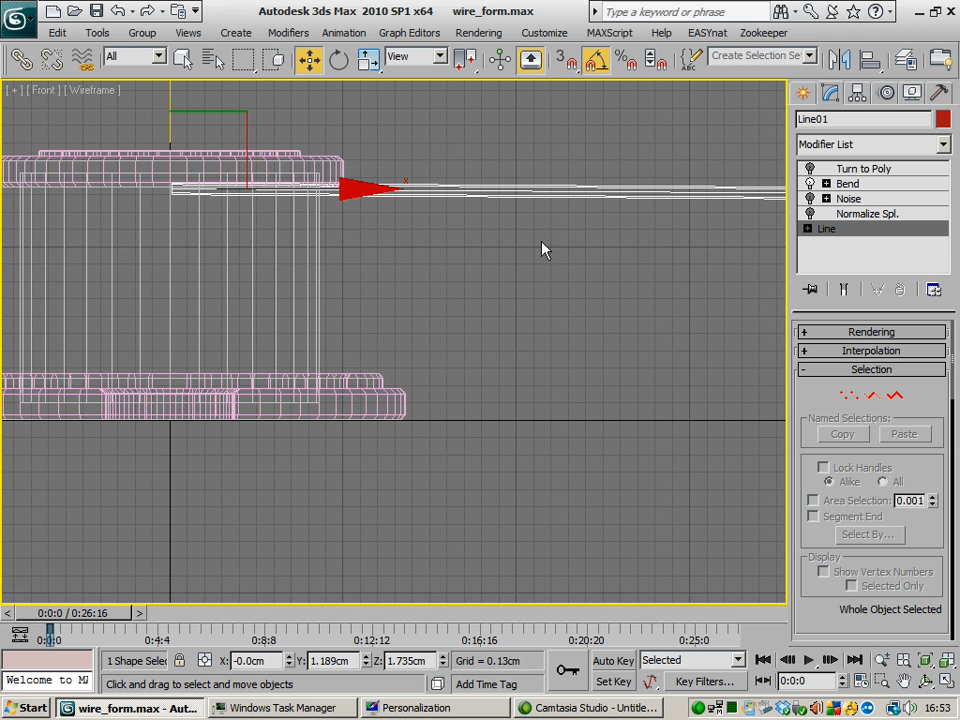 Autodesk 3ds Max 2010 SP1 x64 wire_form.max
Type a keyword or phrase
Edit Tools Group Views Create Modifiers Animation Graph Editors Rendering Customize MAXScript Help EASYnat Zookeeper
All View 3 Create Selection Se
[ + ] [ Front ] [ Wireframe ]
x
Line01
Modifier List
Turn to Poly
Bend
Noise
Normalize Spl.
Line
+ Rendering
+ Interpolation
- Selection
Named Selections:
Copy Paste
Lock Handles
Alike All
Area Selection: 0.001
Segment End
Select By...
Display
Show Vertex Numbers
Selected Only
Whole Object Selected
< 0:0:0 / 0:26:16 >
0:0:0 0:4:4 0:8:8 0:12:12 0:16:16 0:20:20 0:25:0
1 Shape Selec X: -0.0cm Y: 1.189cm Z: 1.735cm Grid = 0.13cm Auto Key Selected
Welcome to MA Click and drag to select and move objects Add Time Tag Set Key Key Filters... 0:0:0
Start wire_form.max - Aut... Windows Task Manager Personalization Camtasia Studio - Untitle... 16:53